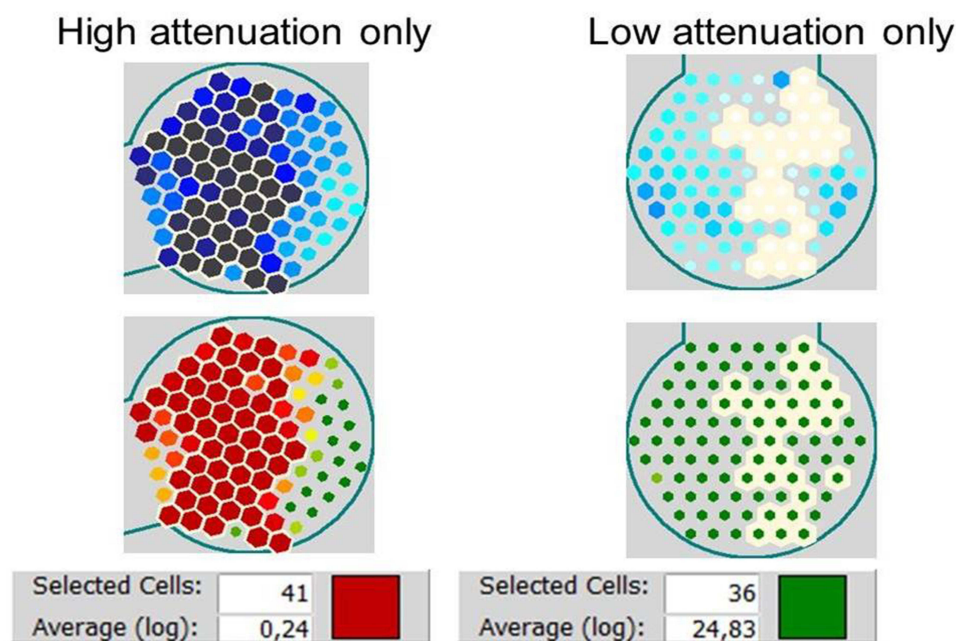 High attenuation only
Low attenuation only
Selected Cells: 41
Average (log): 0,24
Selected Cells: 36
Average (log): 24,83